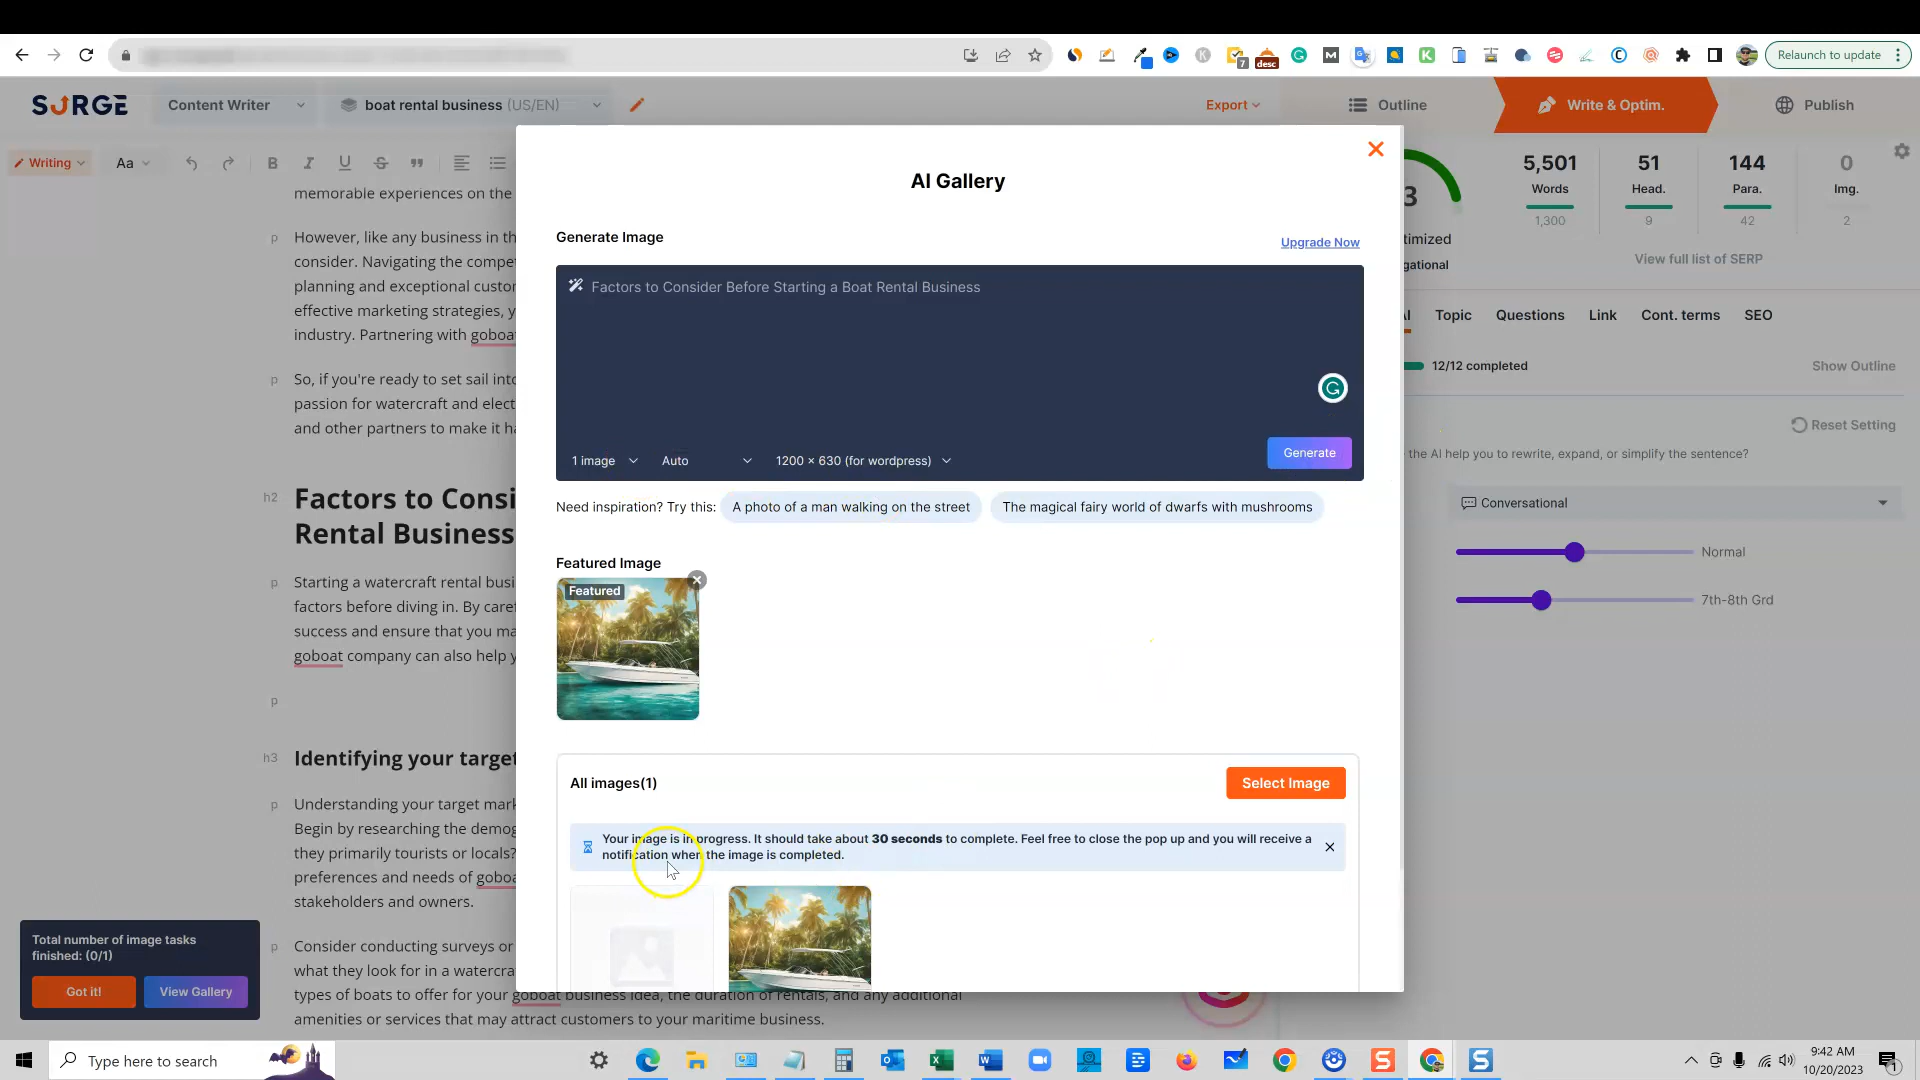 Relaunch to update
7
desc
SURGE
Content Writer
boat rental business (US/EN)
Export
Outline
Write & Optim.
Publish
Writing
Aa
B
I
U
S
memorable experiences on the
p
However, like any business in th
consider. Navigating the compe
planning and exceptional custon
effective marketing strategies, y
industry. Partnering with goboat
p
So, if you're ready to set sail into
passion for watercraft and elect
and other partners to make it ha
h2
Factors to Consi
Rental Business
p
Starting a watercraft rental busi
factors before diving in. By caref
success and ensure that you ma
goboat company can also help y
p
h3
Identifying your target
p
Understanding your target mark
Begin by researching the demog
they primarily tourists or locals?
preferences and needs of goboa
stakeholders and owners.
p
Consider conducting surveys or
what they look for in a watercra
types of boats to offer for your goboat business idea, the duration of rentals, and any additional
amenities or services that may attract customers to your maritime business.
Total number of image tasks
finished: (0/1)
Got it!
View Gallery
AI Gallery
Generate Image
Upgrade Now
Factors to Consider Before Starting a Boat Rental Business
1 image
Auto
1200 × 630 (for wordpress)
Generate
Need inspiration? Try this:
A photo of a man walking on the street
The magical fairy world of dwarfs with mushrooms
Featured Image
Featured
All images(1)
Select Image
Your image is in progress. It should take about 30 seconds to complete. Feel free to close the pop up and you will receive a
notification when the image is completed.
3
timized
gational
5,501
Words
1,300
51
Head.
9
144
Para.
42
0
Img.
2
View full list of SERP
AI
Topic
Questions
Link
Cont. terms
SEO
12/12 completed
Show Outline
Reset Setting
the AI help you to rewrite, expand, or simplify the sentence?
Conversational
Normal
7th-8th Grd
Type here to search
9:42 AM
10/20/2023
1